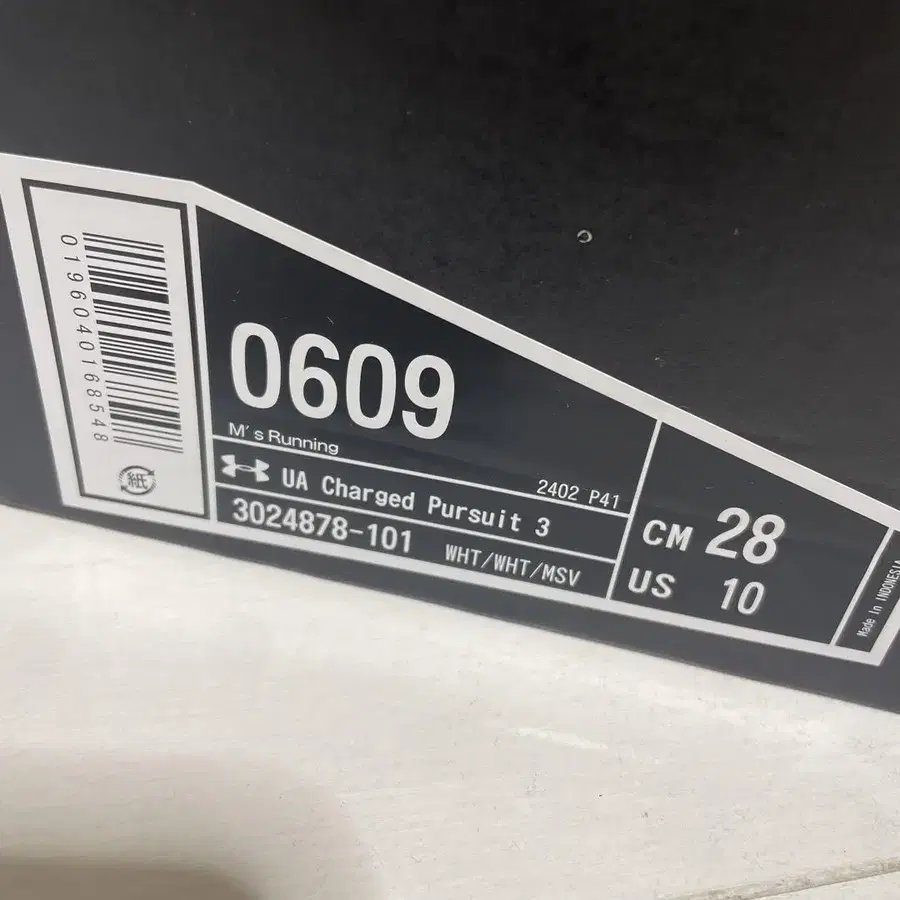 0196040168548
紙
0609
M's Running
2402 P41
UA Charged Pursuit 3
3024878-101 WHT/WHT/MSV
CM 28
US 10
Made in INDONESIA